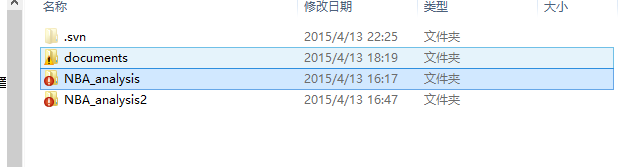 名称 修改日期 类型 大小
.svn 2015/4/13 22:25 文件夹
documents 2015/4/13 18:19 文件夹
NBA_analysis 2015/4/13 16:17 文件夹
NBA_analysis2 2015/4/13 16:47 文件夹